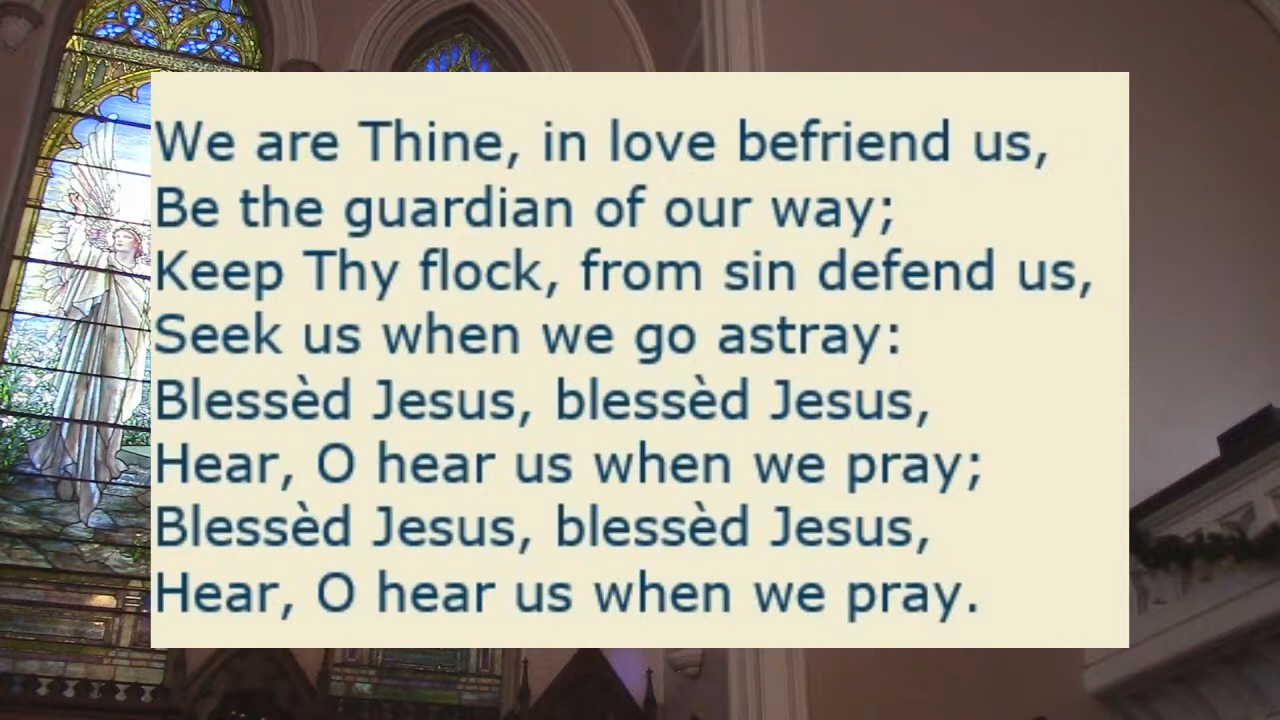 We are Thine, in love befriend us,
Be the guardian of our way;
Keep Thy flock, from sin defend us,
Seek us when we go astray:
Blessèd Jesus, blessèd Jesus,
Hear, O hear us when we pray;
Blessèd Jesus, blessèd Jesus,
Hear, O hear us when we pray.